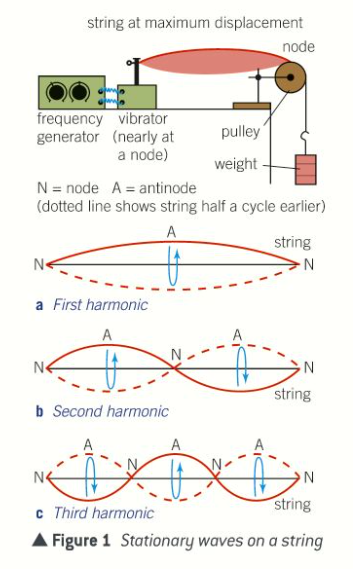 string at maximum displacement
node
frequency generator
vibrator (nearly at a node)
pulley
weight
N = node   A = antinode
(dotted line shows string half a cycle earlier)
A
string
N
N
a First harmonic
A
A
N
N
N
string
b Second harmonic
A
A
A
N
N
N
N
string
c Third harmonic
▲ Figure 1 Stationary waves on a string